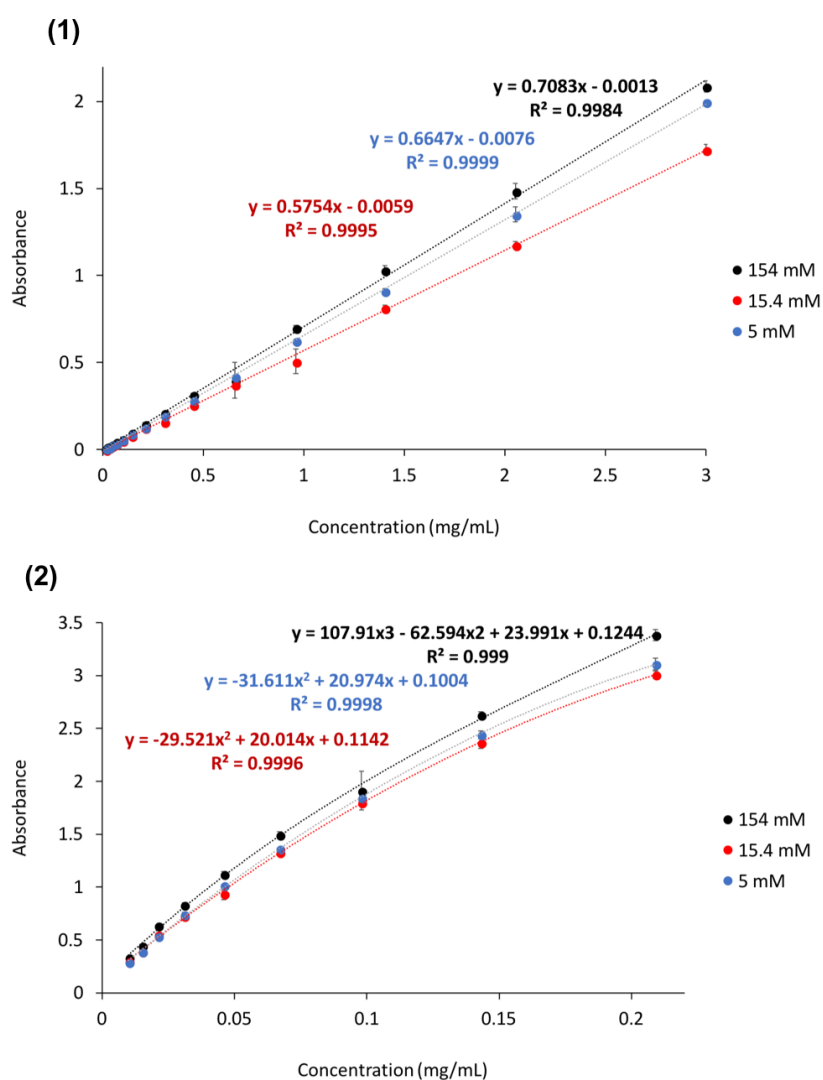 (1)
y = 0.7083x - 0.0013
R² = 0.9984
y = 0.6647x - 0.0076
R² = 0.9999
y = 0.5754x - 0.0059
R² = 0.9995
2
1.5
1
0.5
0
Absorbance
0 0.5 1 1.5 2 2.5 3
Concentration (mg/mL)
154 mM
15.4 mM
5 mM
(2)
y = 107.91x3 - 62.594x2 + 23.991x + 0.1244
R² = 0.999
y = -31.611x² + 20.974x + 0.1004
R² = 0.9998
y = -29.521x² + 20.014x + 0.1142
R² = 0.9996
3.5
3
2.5
2
1.5
1
0.5
0
Absorbance
0 0.05 0.1 0.15 0.2
Concentration (mg/mL)
154 mM
15.4 mM
5 mM